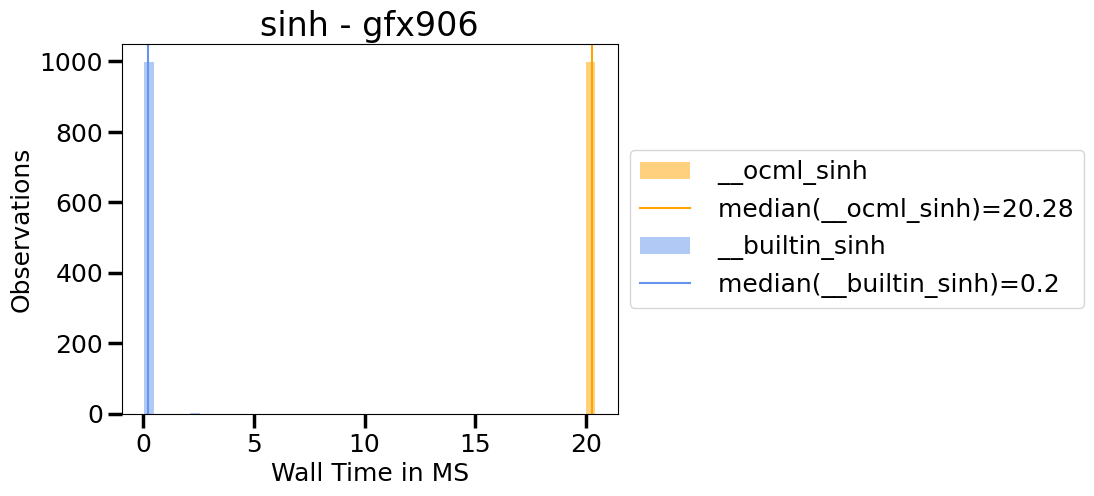 sinh - gfx906
Observations
1000
800
600
400
200
0
0 5 10 15 20
Wall Time in MS
__ocml_sinh
median(__ocml_sinh)=20.28
__builtin_sinh
median(__builtin_sinh)=0.2